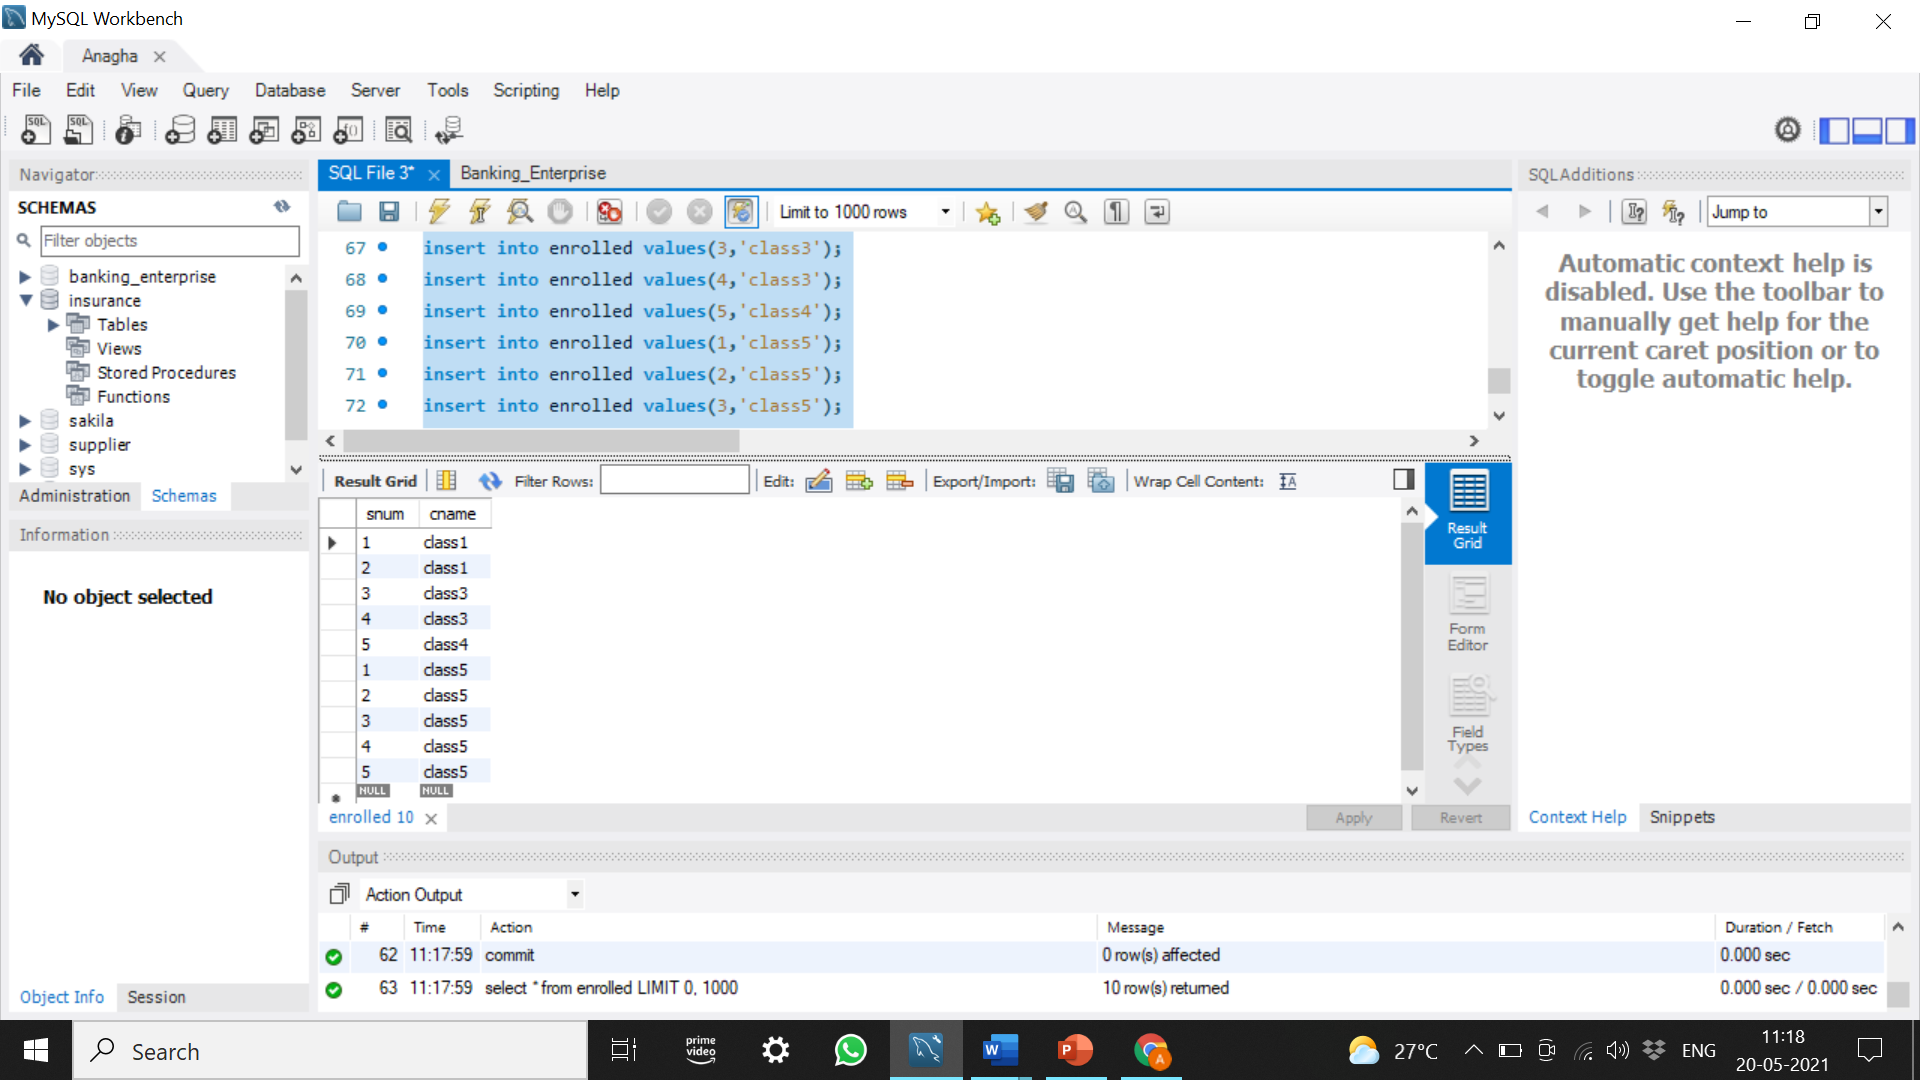 MySQL Workbench
Anagha
File Edit View Query Database Server Tools Scripting Help
Navigator
SCHEMAS
Filter objects
banking_enterprise
insurance
Tables
Views
Stored Procedures
Functions
sakila
supplier
sys
Administration Schemas
Information
No object selected
Object Info Session
SQL File 3* Banking_Enterprise
Limit to 1000 rows
67 insert into enrolled values(3,'class3');
68 insert into enrolled values(4,'class3');
69 insert into enrolled values(5,'class4');
70 insert into enrolled values(1,'class5');
71 insert into enrolled values(2,'class5');
72 insert into enrolled values(3,'class5');
Result Grid Filter Rows: Edit: Export/Import: Wrap Cell Content:
snum cname
1 class1
2 class1
3 class3
4 class3
5 class4
1 class5
2 class5
3 class5
4 class5
5 class5
NULL NULL
Result Grid
Form Editor
Field Types
enrolled 10
Apply Revert
SQLAdditions
Jump to
Automatic context help is
disabled. Use the toolbar to
manually get help for the
current caret position or to
toggle automatic help.
Context Help Snippets
Output
Action Output
# Time Action Message Duration / Fetch
62 11:17:59 commit 0 row(s) affected 0.000 sec
63 11:17:59 select * from enrolled LIMIT 0, 1000 10 row(s) returned 0.000 sec / 0.000 sec
Search
prime video
27°C
ENG
11:18
20-05-2021